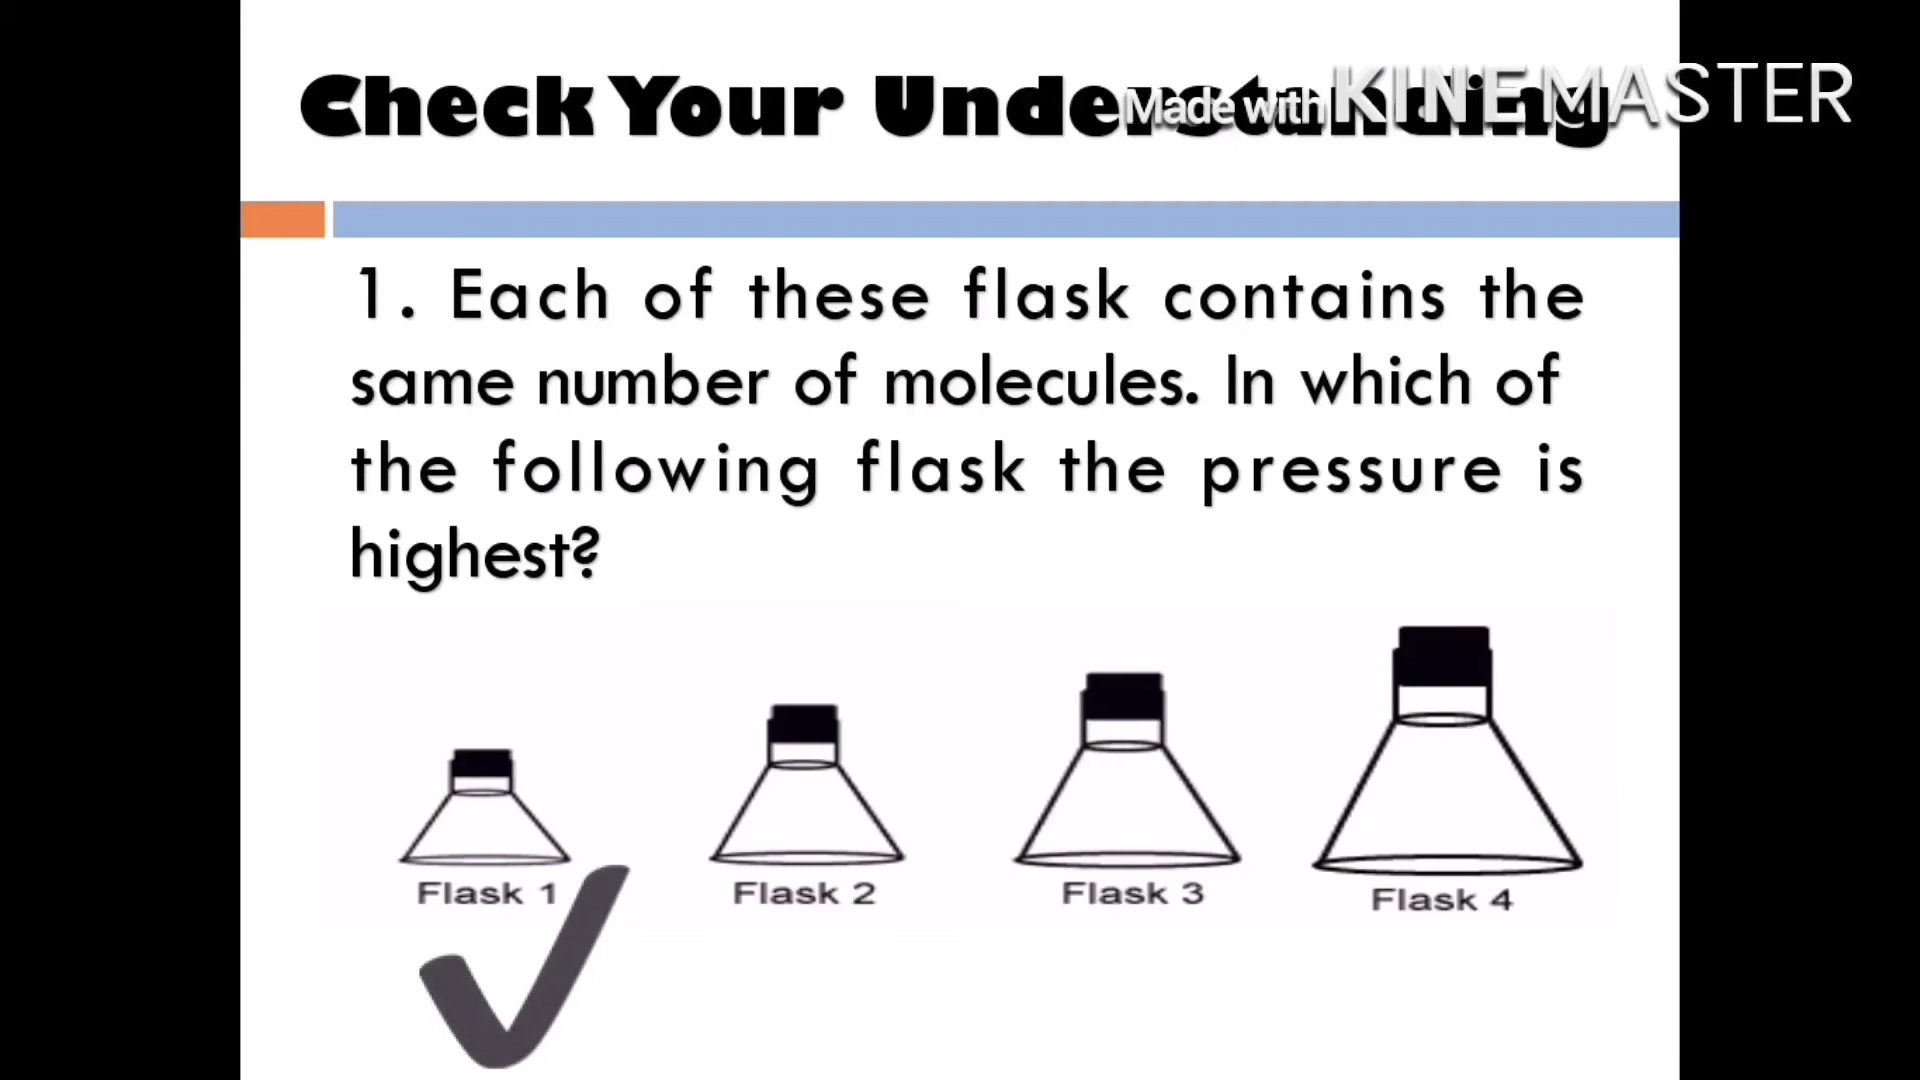 Check Your Understanding
Made with KINEMASTER
1. Each of these flask contains the
same number of molecules. In which of
the following flask the pressure is
highest?
Flask 1
Flask 2
Flask 3
Flask 4